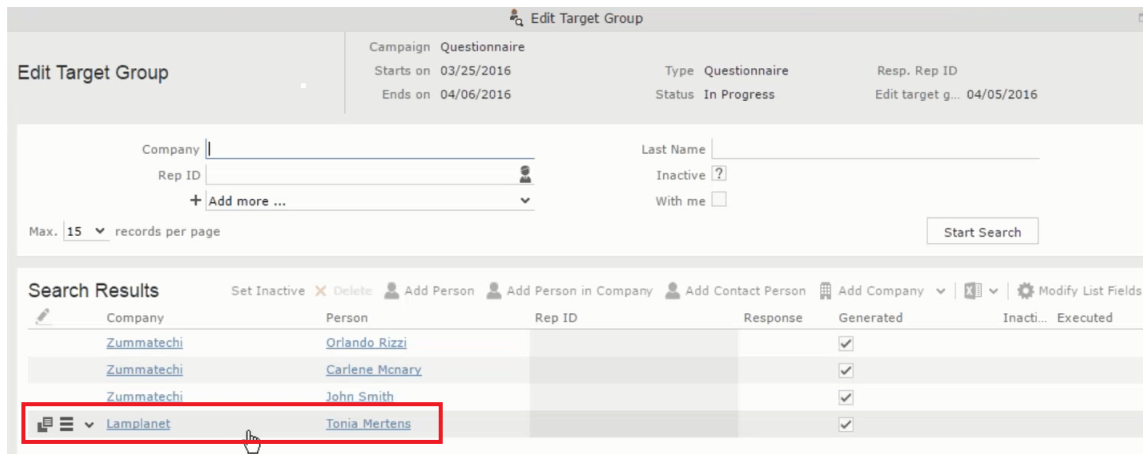 Edit Target Group
Edit Target Group
Campaign Questionnaire
Starts on 03/25/2016 Type Questionnaire Resp. Rep ID
Ends on 04/06/2016 Status In Progress Edit target g... 04/05/2016
Company Last Name
Rep ID Inactive ?
+ Add more ... With me
Max. 15 records per page Start Search
Search Results Set Inactive Delete Add Person Add Person in Company Add Contact Person Add Company Modify List Fields
Company Person Rep ID Response Generated Inacti... Executed
Zummatechi Orlando Rizzi
Zummatechi Carlene Mcnary
Zummatechi John Smith
Lamplanet Tonia Mertens